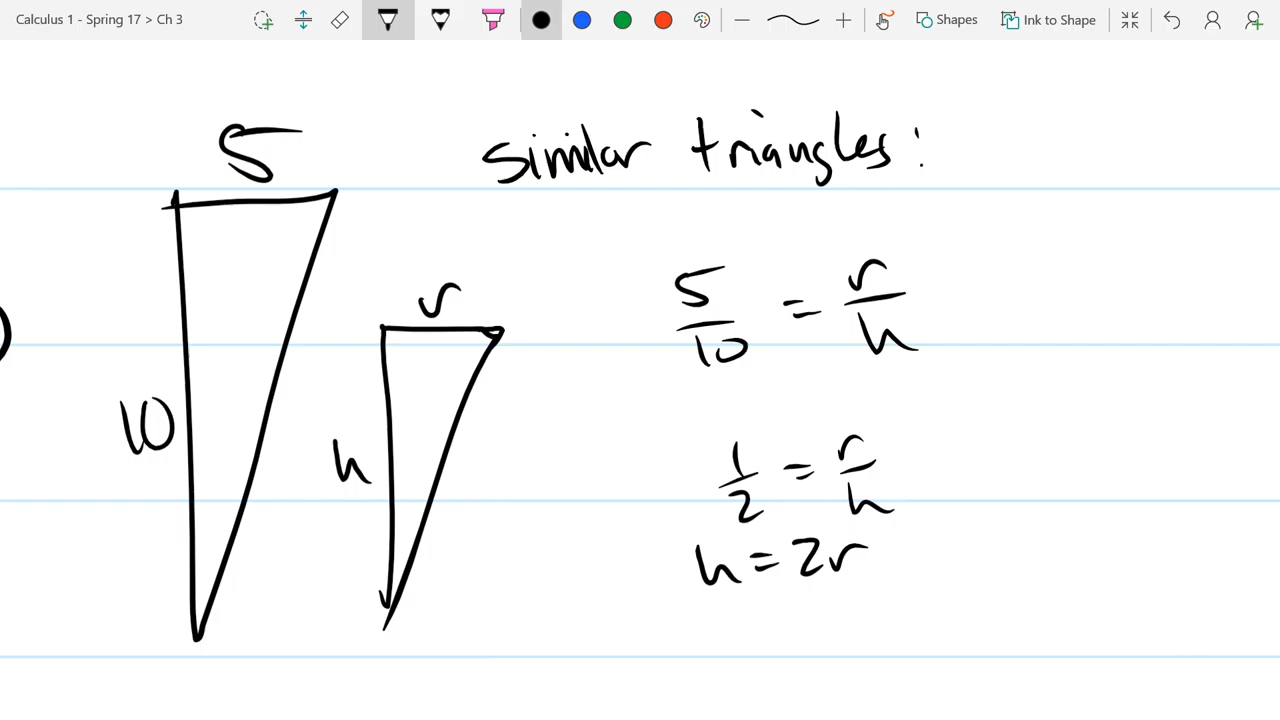 Calculus 1 - Spring 17 > Ch 3
Shapes
Ink to Shape
5
similar triangles:
10
r
h
5/10 = r/h
1/2 = r/h
h = 2r